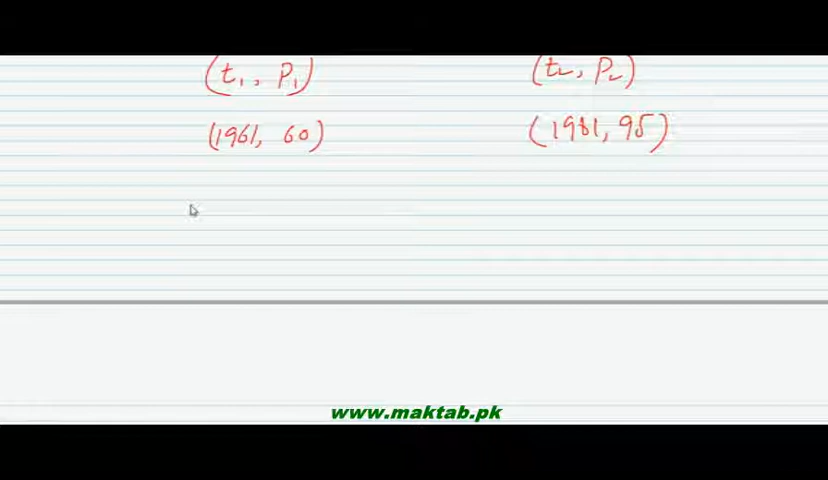 (t₁, P₁) (t₂, P₂)
(1961, 60) (1981, 95)
www.maktab.pk